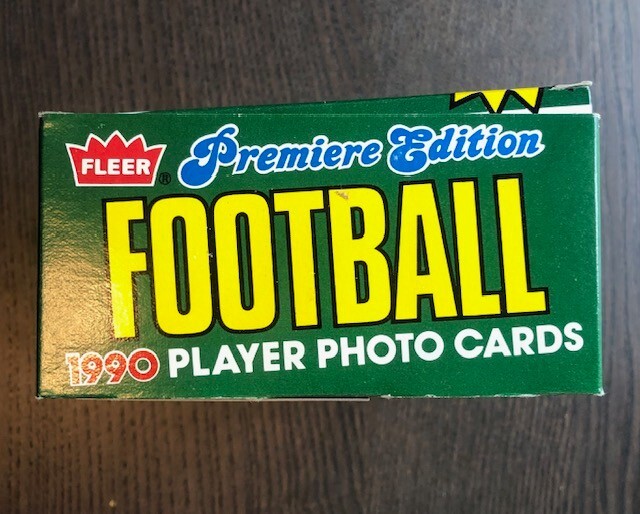 FLEER ®
Premiere Edition
FOOTBALL
1990 PLAYER PHOTO CARDS